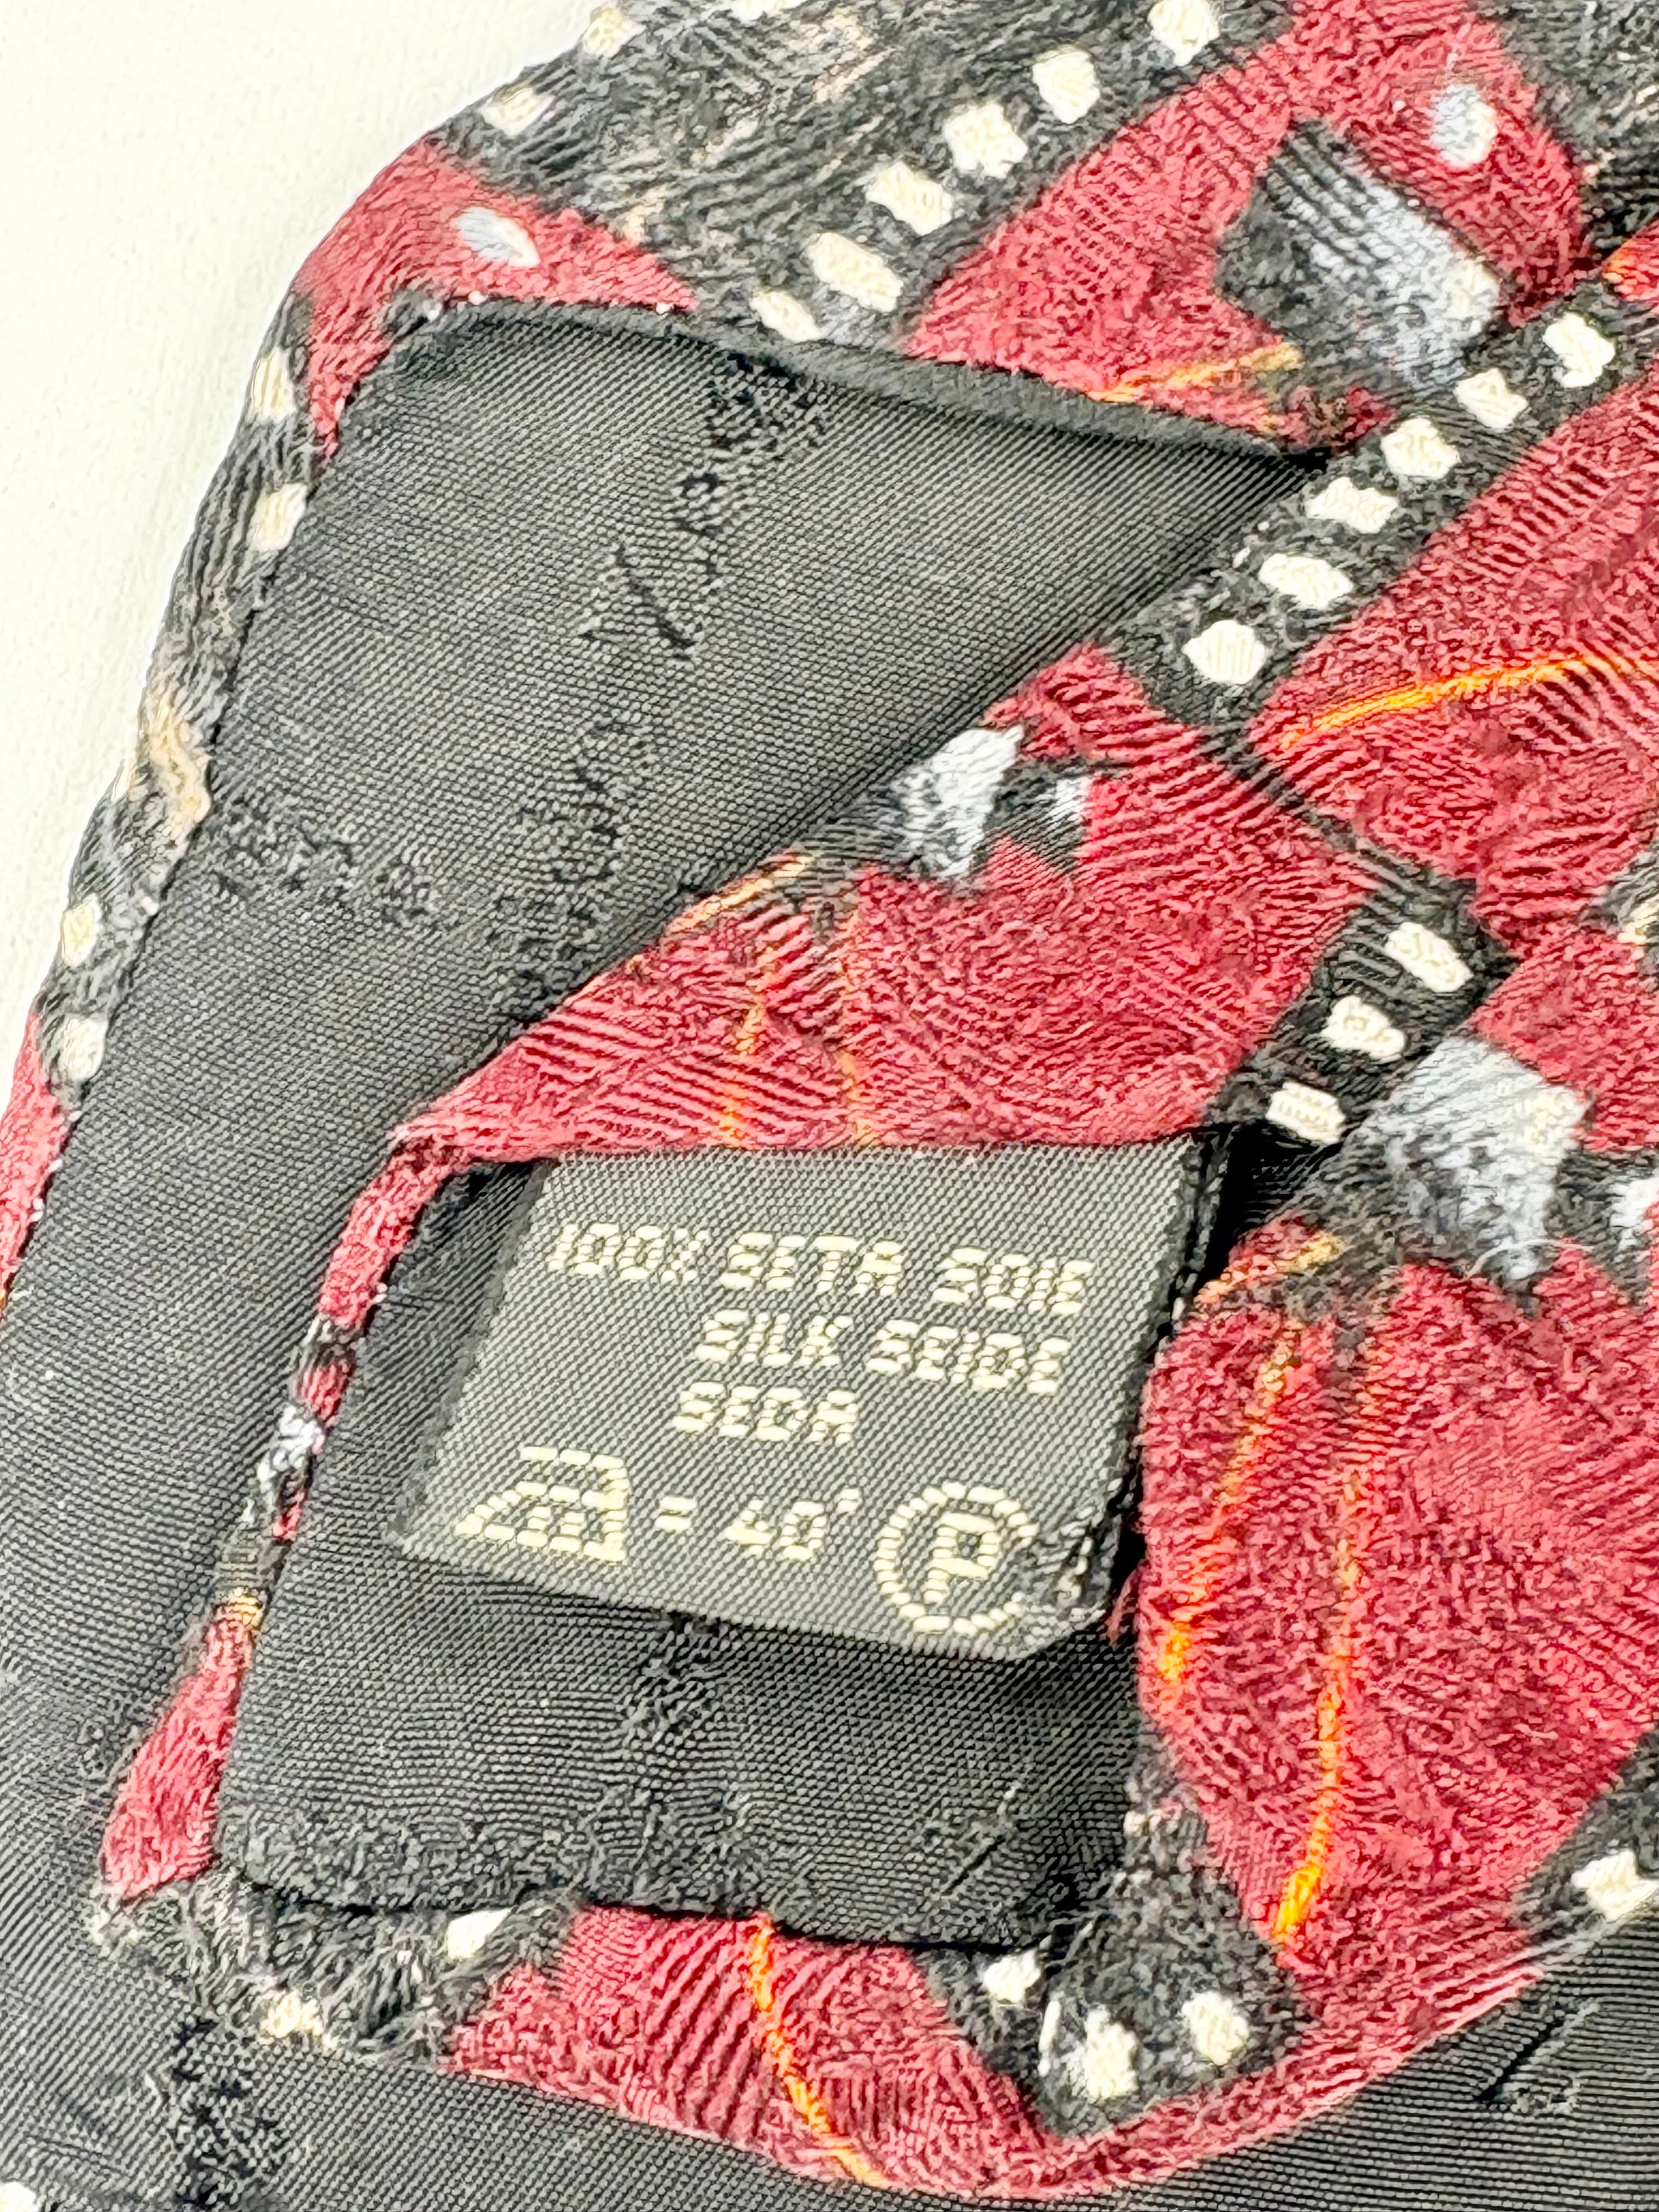 100% SETA SOIE
SILK SEIDE
SEDA
= 40° P